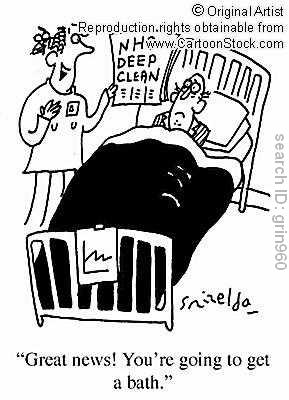 © Original Artist
Reproduction rights obtainable from
www.CartoonStock.com
NHS
DEEP
CLEAN
search ID: grin960
Grizelda
“Great news! You’re going to get
a bath.”